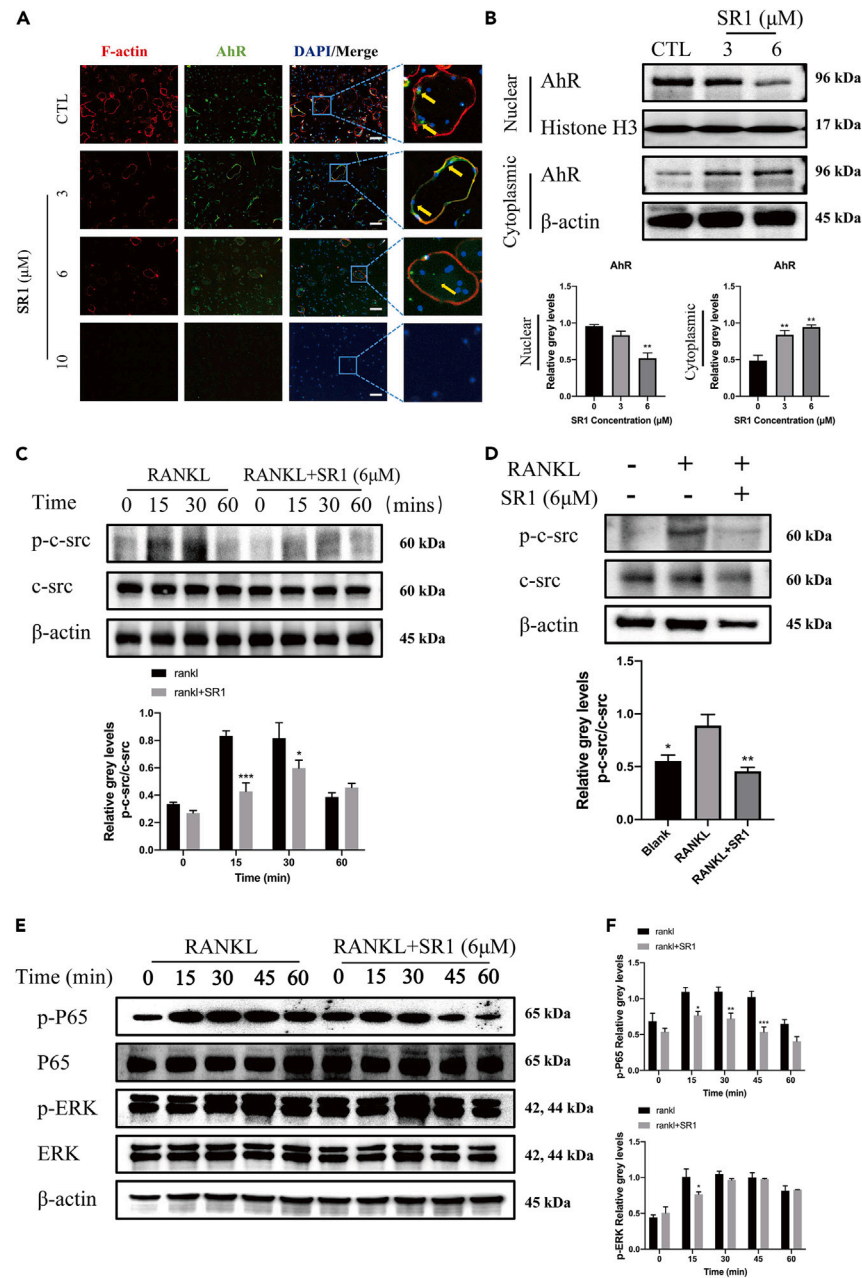 A
F-actin AhR DAPI/Merge
CTL
3
6
10
SR1 (μM)
B
SR1 (μM)
CTL 3 6
Nuclear
AhR 96 kDa
Histone H3 17 kDa
Cytoplasmic
AhR 96 kDa
β-actin 45 kDa
AhR
Nuclear
Relative grey levels
1.5
1.0
0.5
0.0
**
0 3 6
SR1 Concentration (μM)
AhR
Cytoplasmic
Relative grey levels
1.5
1.0
0.5
0.0
** **
0 3 6
SR1 Concentration (μM)
C
RANKL RANKL+SR1 (6μM)
Time 0 15 30 60 0 15 30 60 (mins)
p-c-src 60 kDa
c-src 60 kDa
β-actin 45 kDa
rankl
rankl+SR1
Relative grey levels
p-c-src/c-src
1.0
0.8
0.6
0.4
0.2
0.0
*** *
0 15 30 60
Time (min)
D
RANKL - + +
SR1 (6μM) - - +
p-c-src 60 kDa
c-src 60 kDa
β-actin 45 kDa
Relative grey levels
p-c-src/c-src
1.5
1.0
0.5
0.0
* **
Blank RANKL RANKL+SR1
E
RANKL RANKL+SR1 (6μM)
Time (min) 0 15 30 45 60 0 15 30 45 60
p-P65 65 kDa
P65 65 kDa
p-ERK 42, 44 kDa
ERK 42, 44 kDa
β-actin 45 kDa
F
rankl
rankl+SR1
p-P65 Relative grey levels
1.5
1.0
0.5
0.0
* ** ***
0 15 30 45 60
Time (min)
rankl
rankl+SR1
p-ERK Relative grey levels
1.5
1.0
0.5
0.0
*
0 15 30 45 60
Time (min)